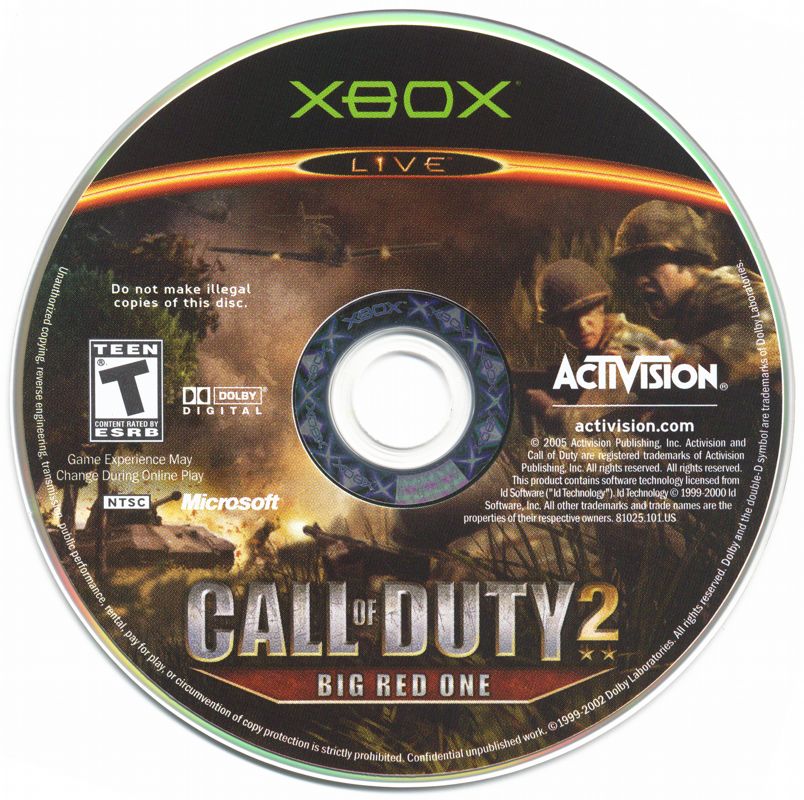 XBOX
LIVE™
Do not make illegal
copies of this disc.
XBOX XBOX
TEEN
T
CONTENT RATED BY
ESRB
DOLBY®
DIGITAL
ACTIVISION®
activision.com
© 2005 Activision Publishing, Inc. Activision and
Call of Duty are registered trademarks of Activision
Publishing, Inc. All rights reserved. All rights reserved.
This product contains software technology licensed from
Id Software ("Id Technology"). Id Technology © 1999-2000 Id
Software, Inc. All other trademarks and trade names are the
properties of their respective owners. 81025.101.US
Game Experience May
Change During Online Play
NTSC
Microsoft
CALL OF DUTY 2
BIG RED ONE
Unauthorized copying, reverse engineering, transmission, public performance, rental, pay for play, or circumvention of copy protection is strictly prohibited. Confidential unpublished work. ©1999-2002 Dolby Laboratories. All rights reserved. Dolby and the double-D symbol are trademarks of Dolby Laboratories.